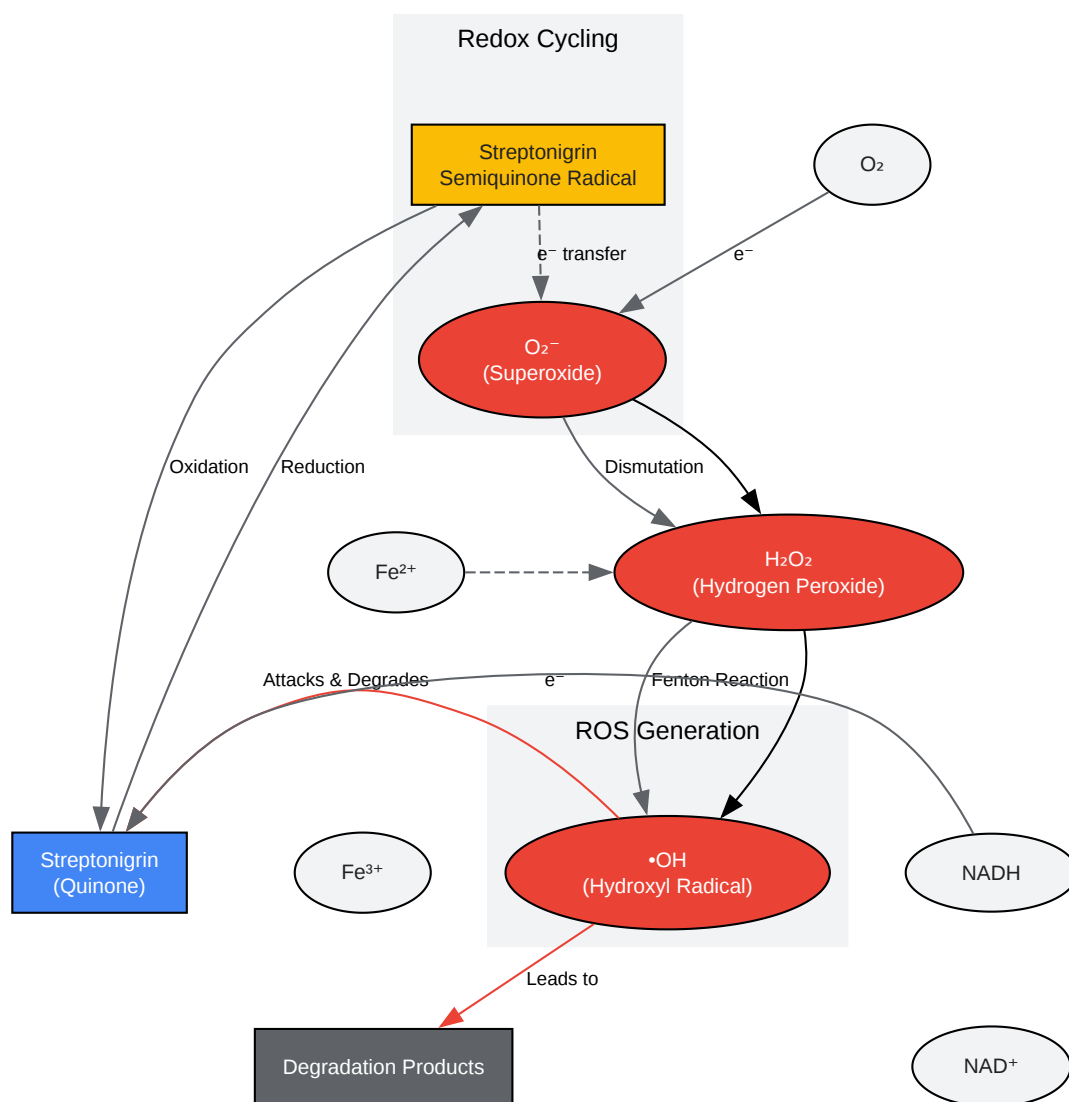 Redox Cycling
Streptonigrin
Semiquinone Radical
O₂
e⁻ transfer
e⁻
O₂⁻
(Superoxide)
Oxidation
Reduction
Dismutation
Fe²⁺
H₂O₂
(Hydrogen Peroxide)
Attacks & Degrades
e⁻
Fenton Reaction
ROS Generation
Streptonigrin
(Quinone)
Fe³⁺
•OH
(Hydroxyl Radical)
NADH
Leads to
Degradation Products
NAD⁺